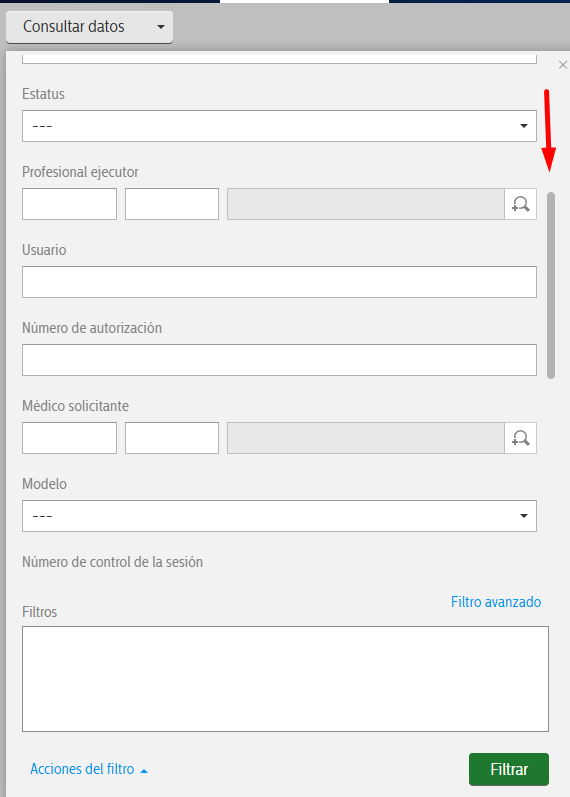 Consultar datos
Estatus
---
Profesional ejecutor
Usuario
Número de autorización
Médico solicitante
Modelo
---
Número de control de la sesión
Filtro avanzado
Filtros
Acciones del filtro
Filtrar